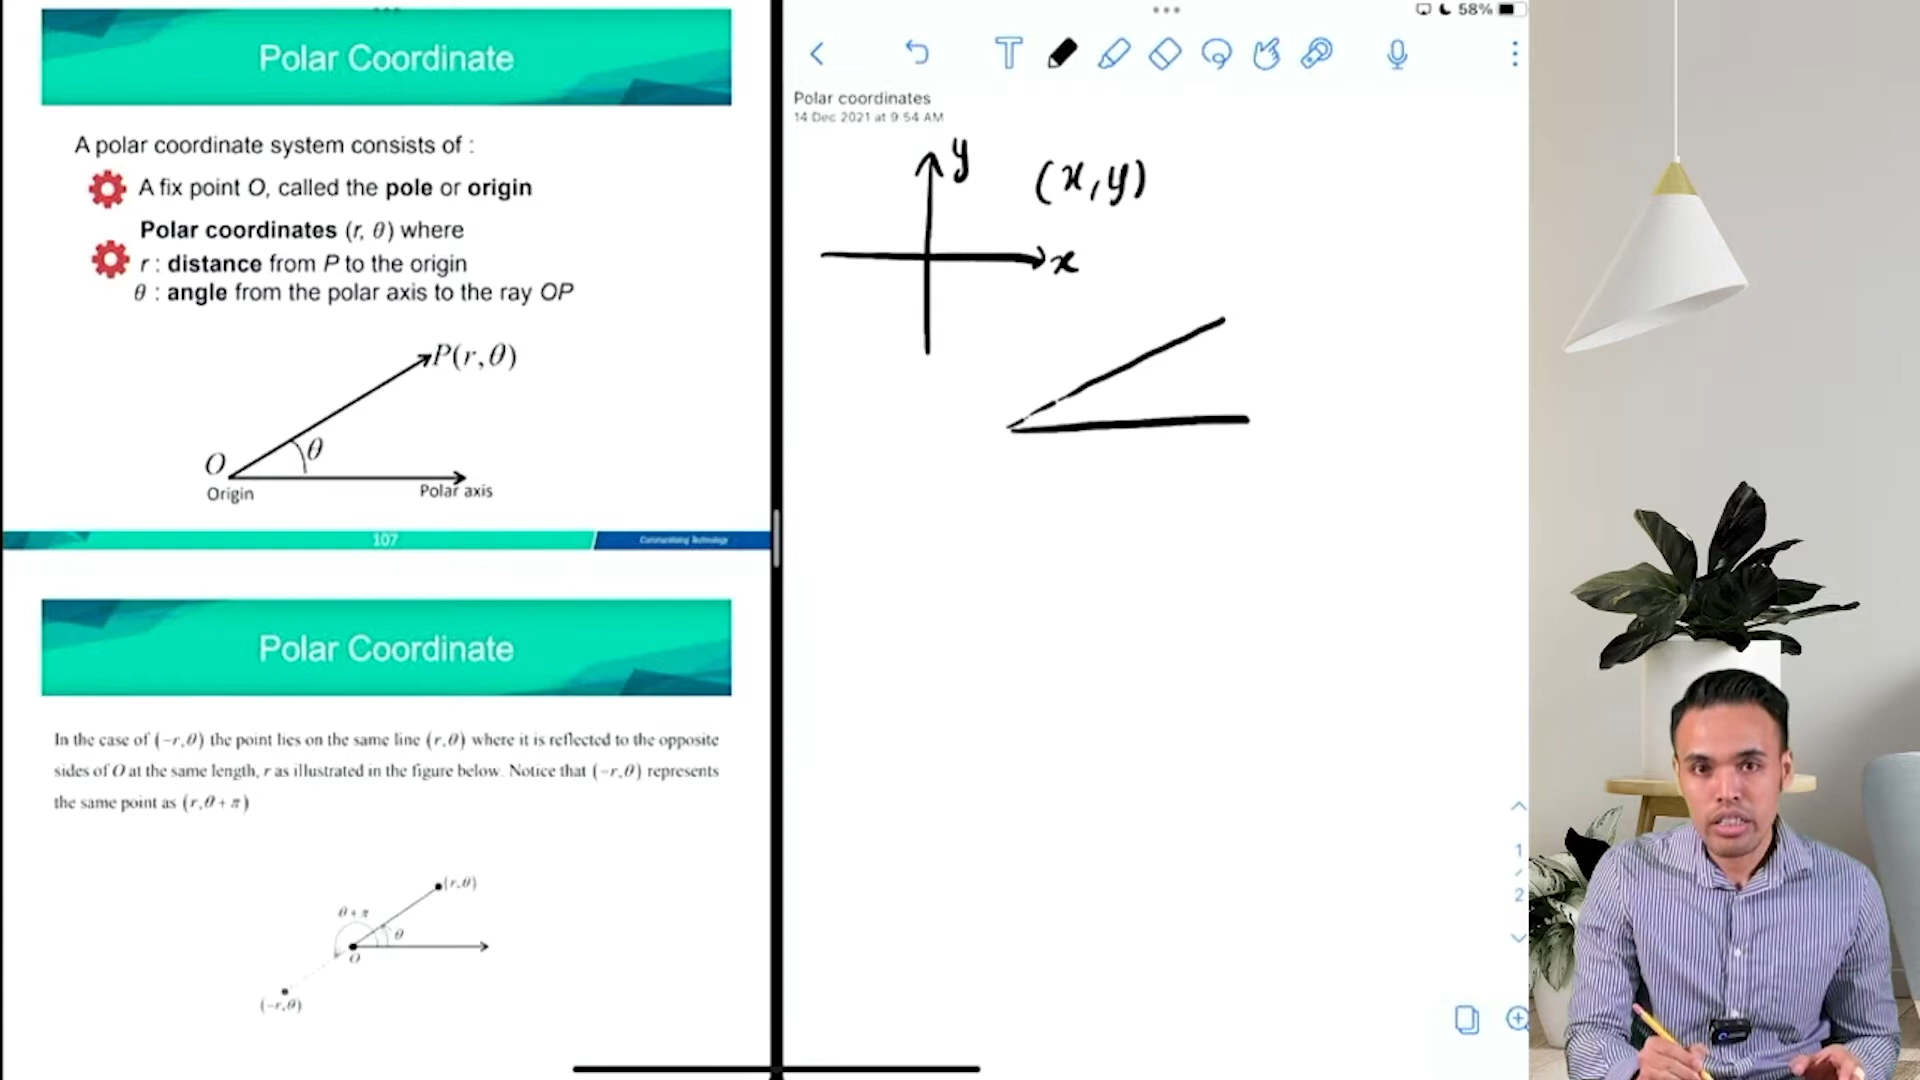 Polar Coordinate
A polar coordinate system consists of :
A fix point O, called the pole or origin
Polar coordinates (r, θ) where
r : distance from P to the origin
θ : angle from the polar axis to the ray OP
P(r,θ)
θ
O
Origin
Polar axis
107
Communitising Technology
Polar Coordinate
In the case of (−r,θ) the point lies on the same line (r,θ) where it is reflected to the opposite
sides of O at the same length, r as illustrated in the figure below. Notice that (−r,θ) represents
the same point as (r,θ + π)
(r,θ)
θ + π
θ
O
(−r,θ)
58%
T
Polar coordinates
14 Dec 2021 at 9:54 AM
y
(x,y)
x
1
/
2